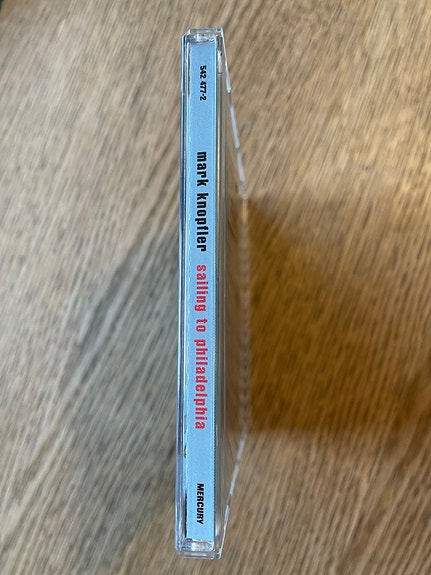 542 477-2
mark knopfler sailing to philadelphia
MERCURY